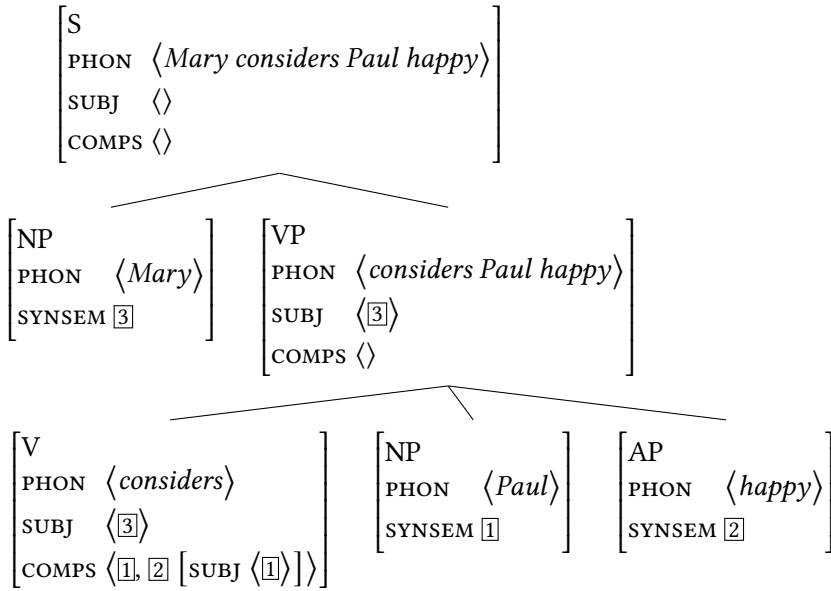 S
PHON ⟨Mary considers Paul happy⟩
SUBJ ⟨⟩
COMPS ⟨⟩
NP
PHON ⟨Mary⟩
SYNSEM 3
VP
PHON ⟨considers Paul happy⟩
SUBJ ⟨3⟩
COMPS ⟨⟩
V
PHON ⟨considers⟩
SUBJ ⟨3⟩
COMPS ⟨1, 2 [SUBJ ⟨1⟩]⟩
NP
PHON ⟨Paul⟩
SYNSEM 1
AP
PHON ⟨happy⟩
SYNSEM 2